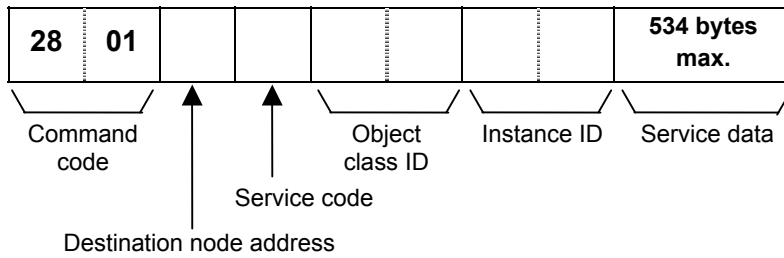 28 01
534 bytes
max.
Command
code
Object
class ID
Instance ID
Service data
Service code
Destination node address